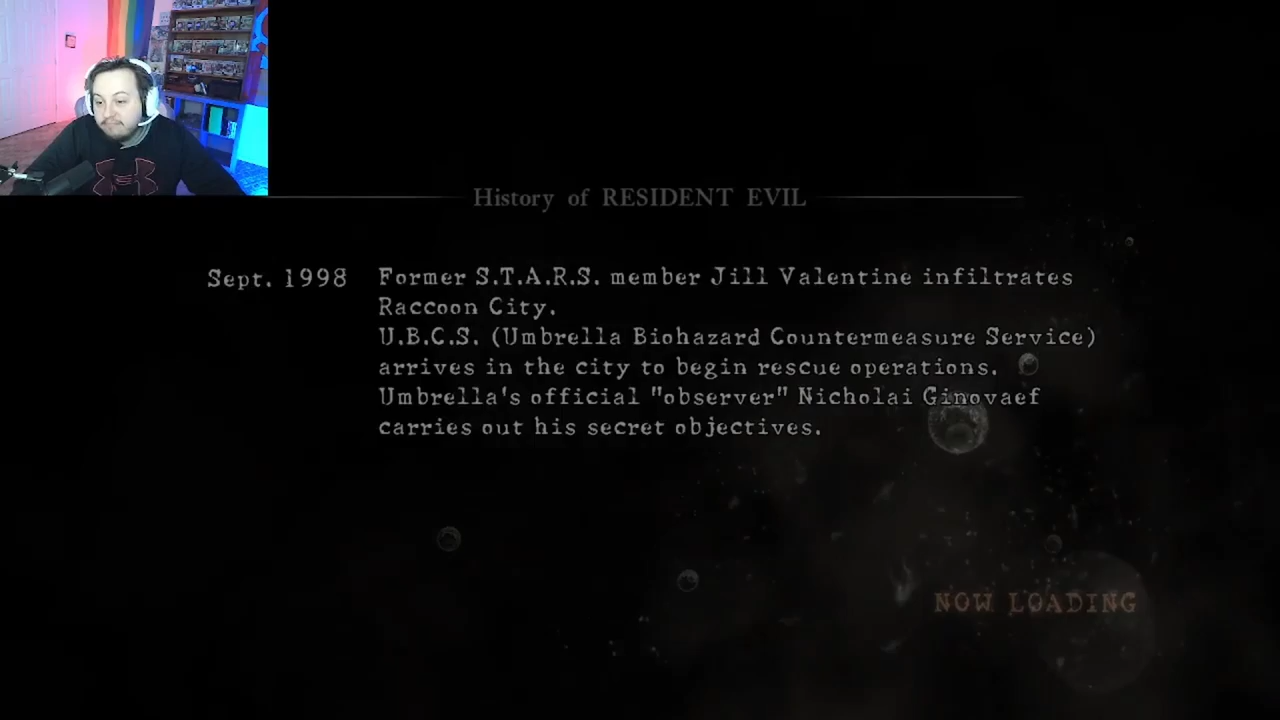 History of RESIDENT EVIL
Sept. 1998 Former S.T.A.R.S. member Jill Valentine infiltrates
Raccoon City.
U.B.C.S. (Umbrella Biohazard Countermeasure Service)
arrives in the city to begin rescue operations.
Umbrella's official "observer" Nicholai Ginovaef
carries out his secret objectives.
NOW LOADING